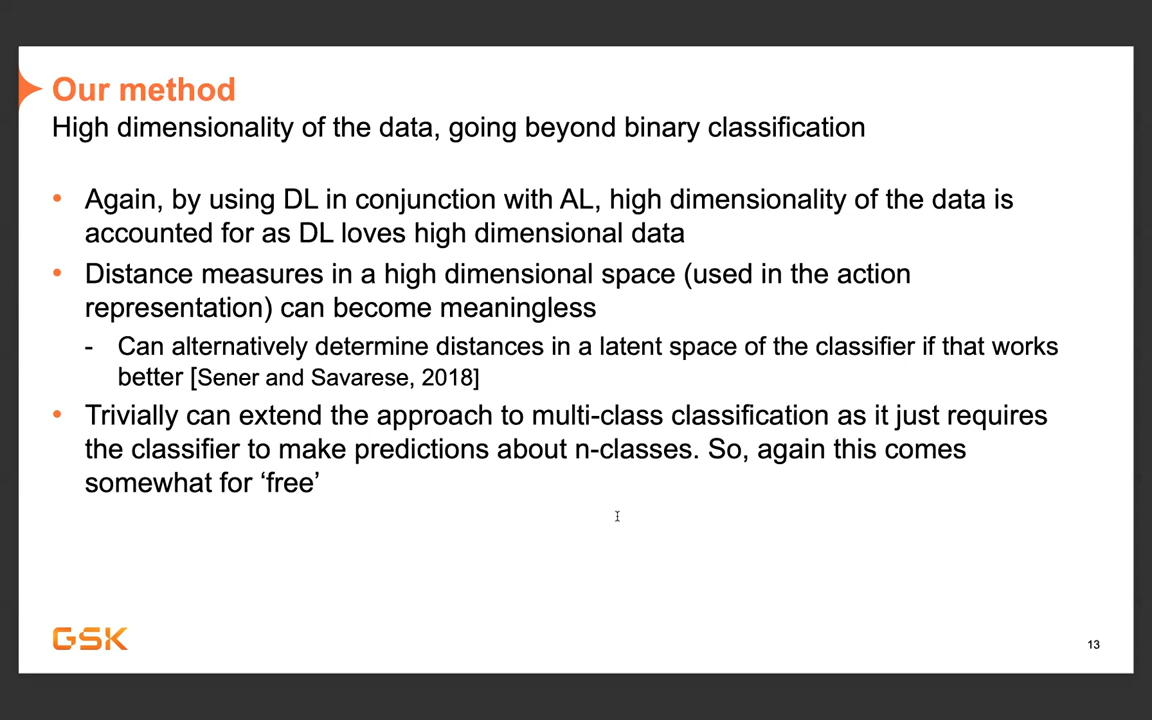 Our method
High dimensionality of the data, going beyond binary classification
• Again, by using DL in conjunction with AL, high dimensionality of the data is
accounted for as DL loves high dimensional data
• Distance measures in a high dimensional space (used in the action
representation) can become meaningless
- Can alternatively determine distances in a latent space of the classifier if that works
better [Sener and Savarese, 2018]
• Trivially can extend the approach to multi-class classification as it just requires
the classifier to make predictions about n-classes. So, again this comes
somewhat for ‘free’
GSK
13